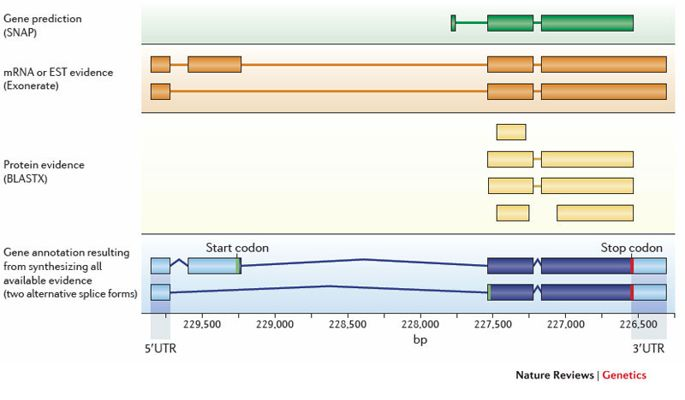 Gene prediction
(SNAP)
mRNA or EST evidence
(Exonerate)
Protein evidence
(BLASTX)
Gene annotation resulting
from synthesizing all
available evidence
(two alternative splice forms)
Start codon
Stop codon
229,500 229,000 228,500 228,000 227,500 227,000 226,500
bp
5′UTR
3′UTR
Nature Reviews | Genetics